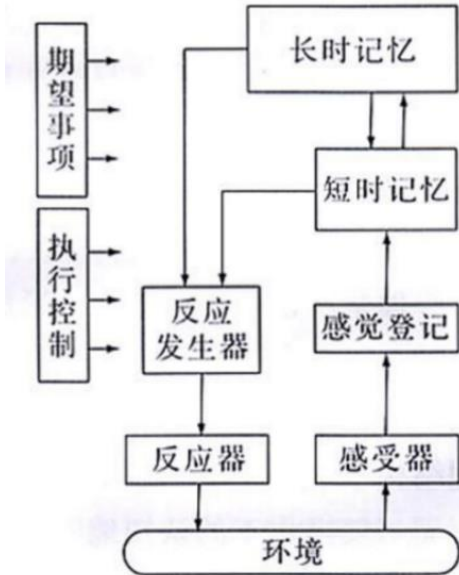 期望事项
执行控制
长时记忆
短时记忆
反应
发生器
感觉登记
反应器
感受器
环境